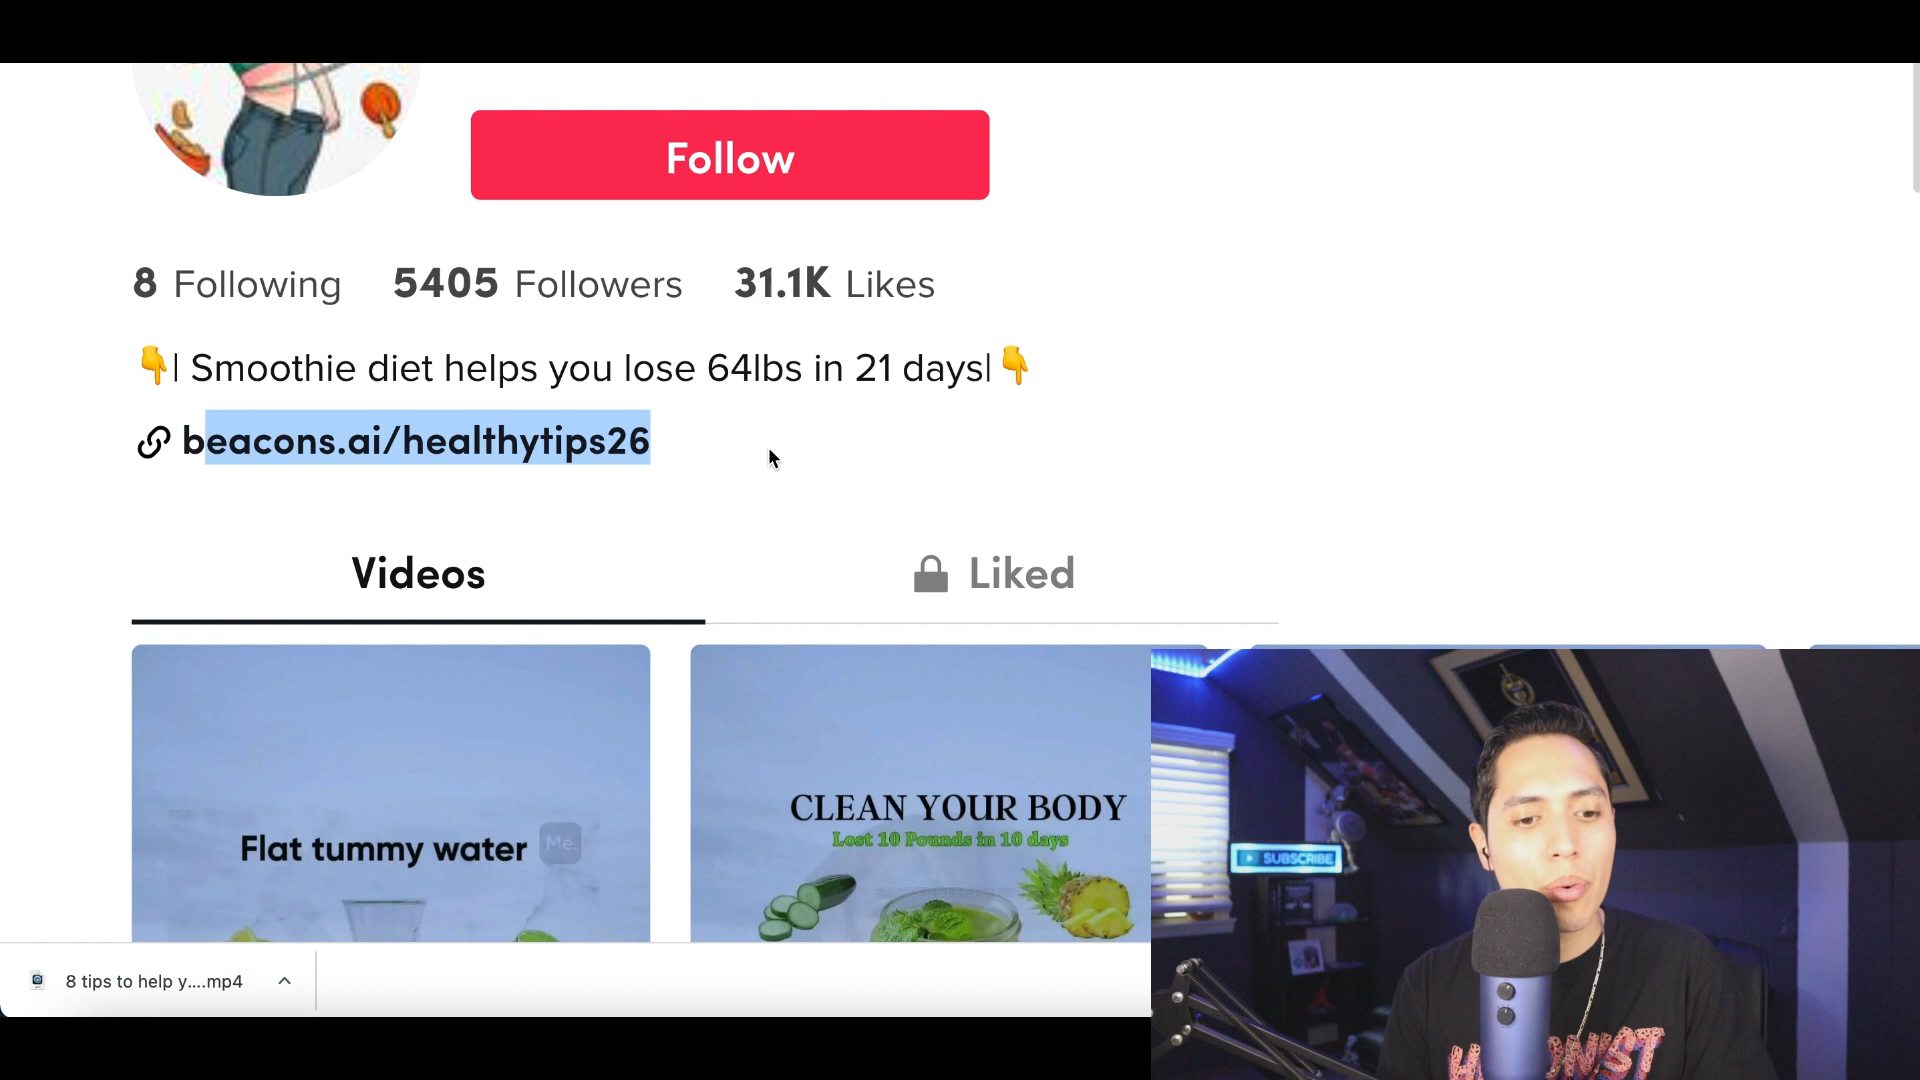 Follow
8 Following 5405 Followers 31.1K Likes
👇| Smoothie diet helps you lose 64lbs in 21 days|👇
beacons.ai/healthytips26
Videos
Liked
Flat tummy water
Me.
CLEAN YOUR BODY
Lost 10 Pounds in 10 days
SUBSCRIBE
8 tips to help y....mp4